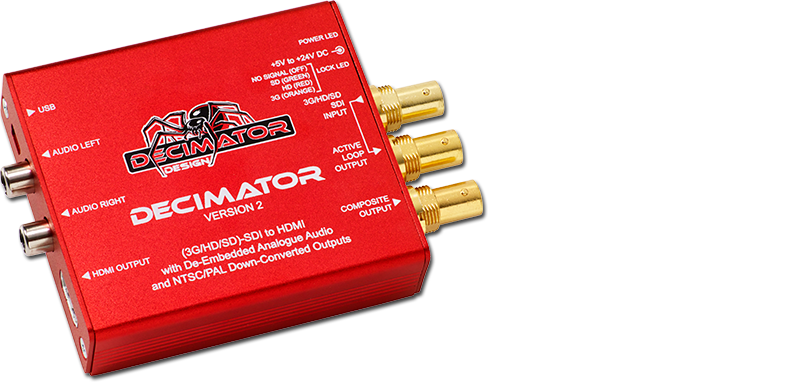 POWER LED
+5V to +24V DC
NO SIGNAL (OFF)
SD (GREEN)
HD (RED)
3G (ORANGE)
LOCK LED
3G/HD/SD
SDI
INPUT
ACTIVE
LOOP
OUTPUT
COMPOSITE
OUTPUT
USB
AUDIO LEFT
AUDIO RIGHT
HDMI OUTPUT
DECIMATOR
DESIGN
DECIMATOR
VERSION 2
(3G/HD/SD)-SDI to HDMI
with De-Embedded Analogue Audio
and NTSC/PAL Down-Converted Outputs